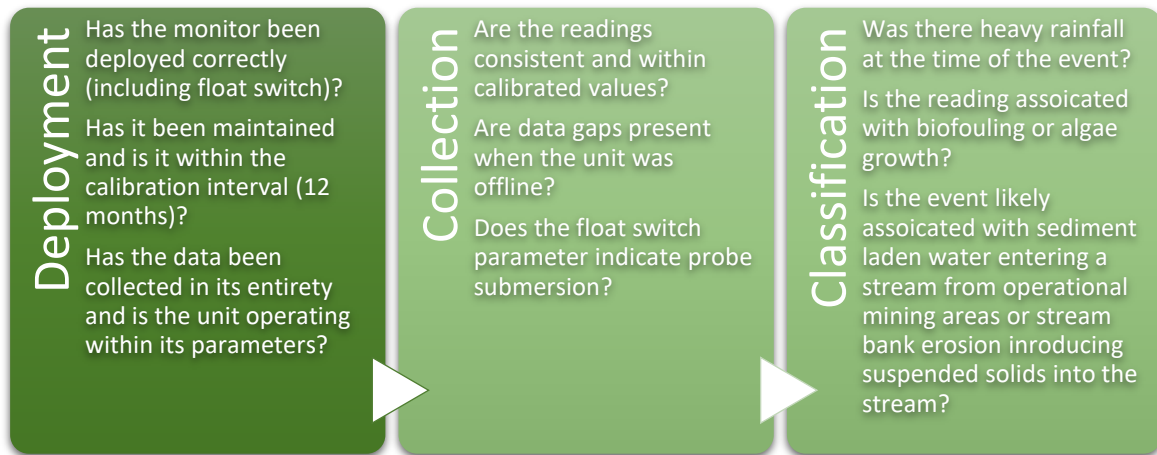 Deployment
Has the monitor been
deployed correctly
(including float switch)?
Has it been maintained
and is it within the
calibration interval (12
months)?
Has the data been
collected in its entirety
and is the unit operating
within its parameters?
Collection
Are the readings
consistent and within
calibrated values?
Are data gaps present
when the unit was
offline?
Does the float switch
parameter indicate probe
submersion?
Classification
Was there heavy rainfall
at the time of the event?
Is the reading assoicated
with biofouling or algae
growth?
Is the event likely
assoicated with sediment
laden water entering a
stream from operational
mining areas or stream
bank erosion inroducing
suspended solids into the
stream?